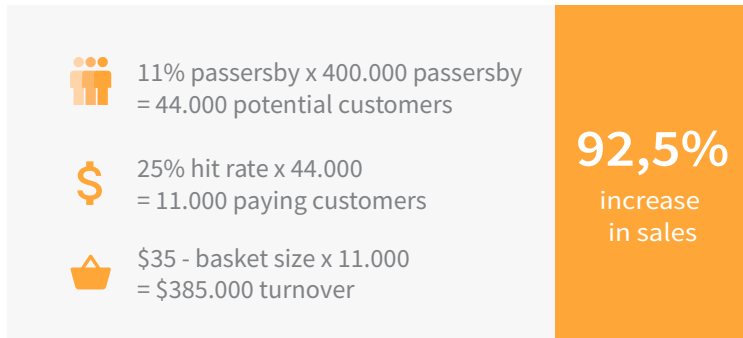 11% passersby x 400.000 passersby
= 44.000 potential customers
25% hit rate x 44.000
= 11.000 paying customers
$35 - basket size x 11.000
= $385.000 turnover
92,5%
increase
in sales